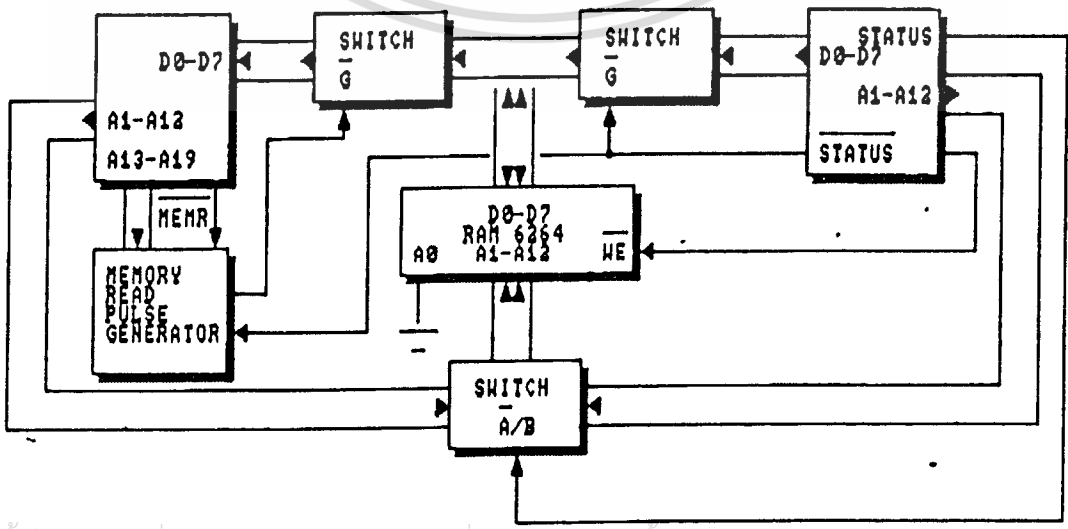 D0-D7
A1-A12
A13-A19
SWITCH
G
SWITCH
G
STATUS
D0-D7
A1-A12
STATUS
MEMR
D0-D7
RAM 6264
A0 A1-A12 WE
MEMORY
READ
PULSE
GENERATOR
SWITCH
A/B